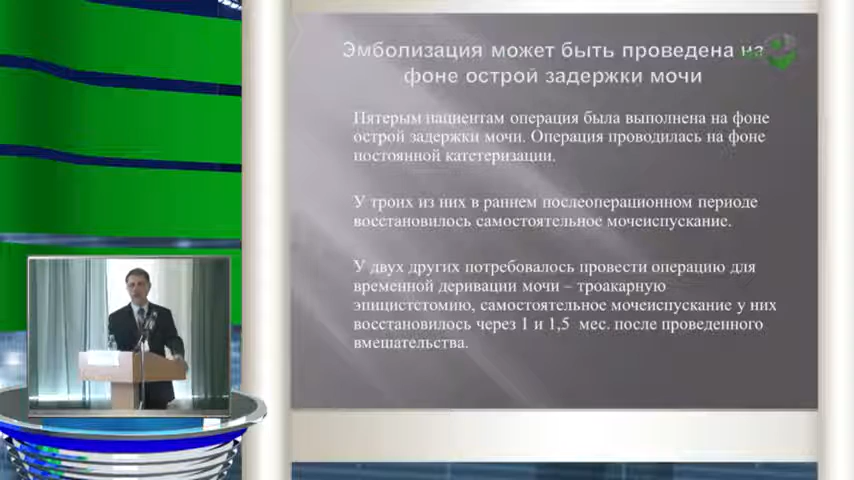 Эмболизация может быть проведена на
фоне острой задержки мочи
Пятерым пациентам операция была выполнена на фоне
острой задержки мочи. Операция проводилась на фоне
постоянной катетеризации.
У троих из них в раннем послеоперационном периоде
восстановилось самостоятельное мочеиспускание.
У двух других потребовалось провести операцию для
временной деривации мочи – троакарную
эпицистстомию, самостоятельное мочеиспускание у них
восстановилось через 1 и 1,5 мес. после проведенного
вмешательства.